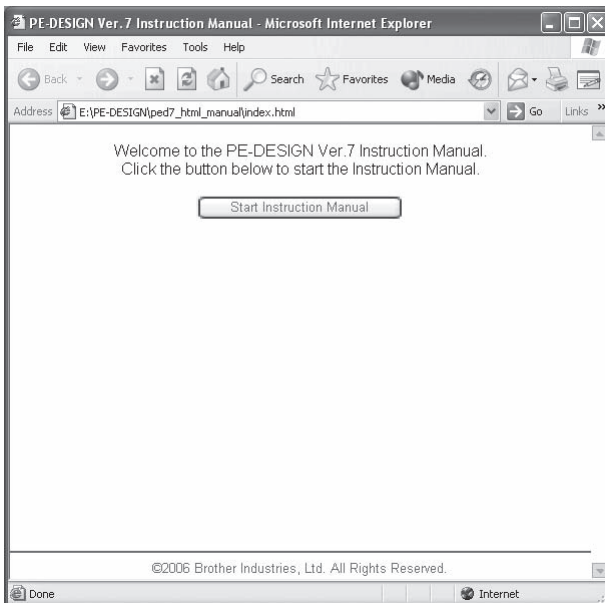 PE-DESIGN Ver. 7 Instruction Manual - Microsoft Internet Explorer
File Edit View Favorites Tools Help
Back Search Favorites Media
Address E:\PE-DESIGN\ped7_html_manual\index.html Go Links »
Welcome to the PE-DESIGN Ver.7 Instruction Manual.
Click the button below to start the Instruction Manual.
Start Instruction Manual
©2006 Brother Industries, Ltd. All Rights Reserved.
Done Internet